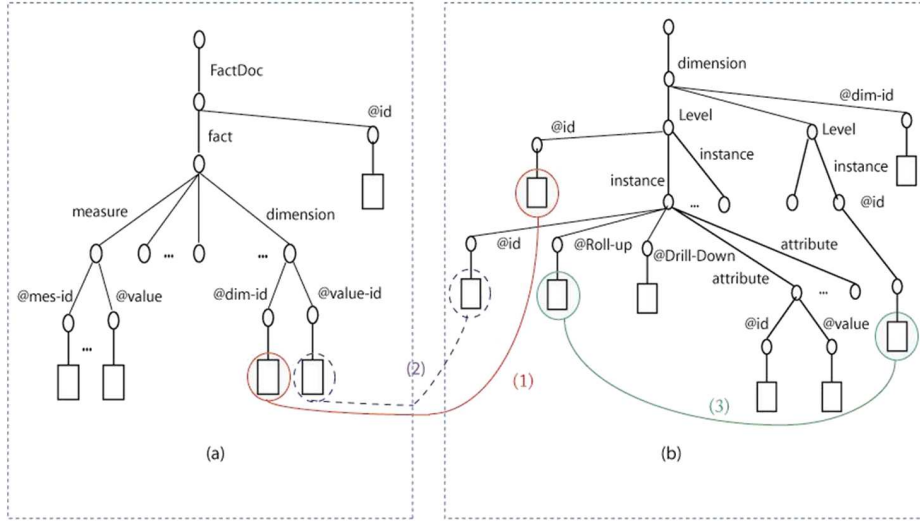 FactDoc
@id
fact
measure
dimension
...
...
@mes-id
@value
@dim-id
@value-id
...
(a)
dimension
@dim-id
@id
Level
Level
instance
instance
instance
...
@id
@id
@Roll-up
@Drill-Down
attribute
attribute
...
@id
@value
(2)
(1)
(3)
(b)